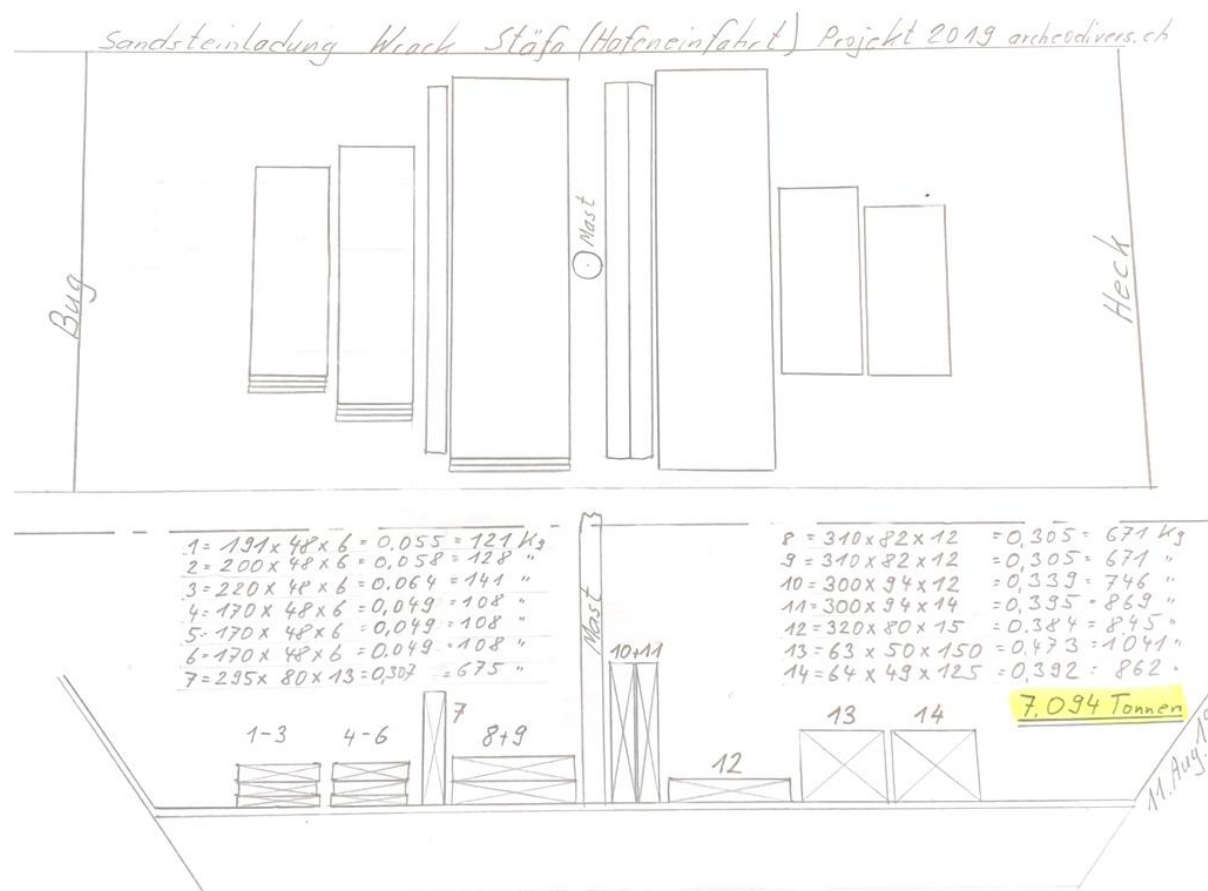 Sandsteinladung Wrack Stäfa (Hafeneinfahrt) Projekt 2019 archeodivers.ch
Bug
Mast
Heck
1 = 191 x 48 x 6 = 0,055 = 121 Kg
2 = 200 x 48 x 6 = 0,058 = 128 "
3 = 220 x 48 x 6 = 0,064 = 141 "
4 = 170 x 48 x 6 = 0,049 = 108 "
5 = 170 x 48 x 6 = 0,049 = 108 "
6 = 170 x 48 x 6 = 0,049 = 108 "
7 = 295 x 80 x 13 = 0,307 = 675 "
8 = 310 x 82 x 12 = 0,305 = 671 Kg
9 = 310 x 82 x 12 = 0,305 = 671 "
10 = 300 x 94 x 12 = 0,339 = 746 "
11 = 300 x 94 x 14 = 0,395 = 869 "
12 = 320 x 80 x 15 = 0,384 = 845 "
13 = 63 x 50 x 150 = 0,473 = 1041 "
14 = 64 x 49 x 125 = 0,392 = 862 "
7.094 Tonnen
Mast
1-3
4-6
7
8+9
10+11
12
13
14
11. Aug. 19